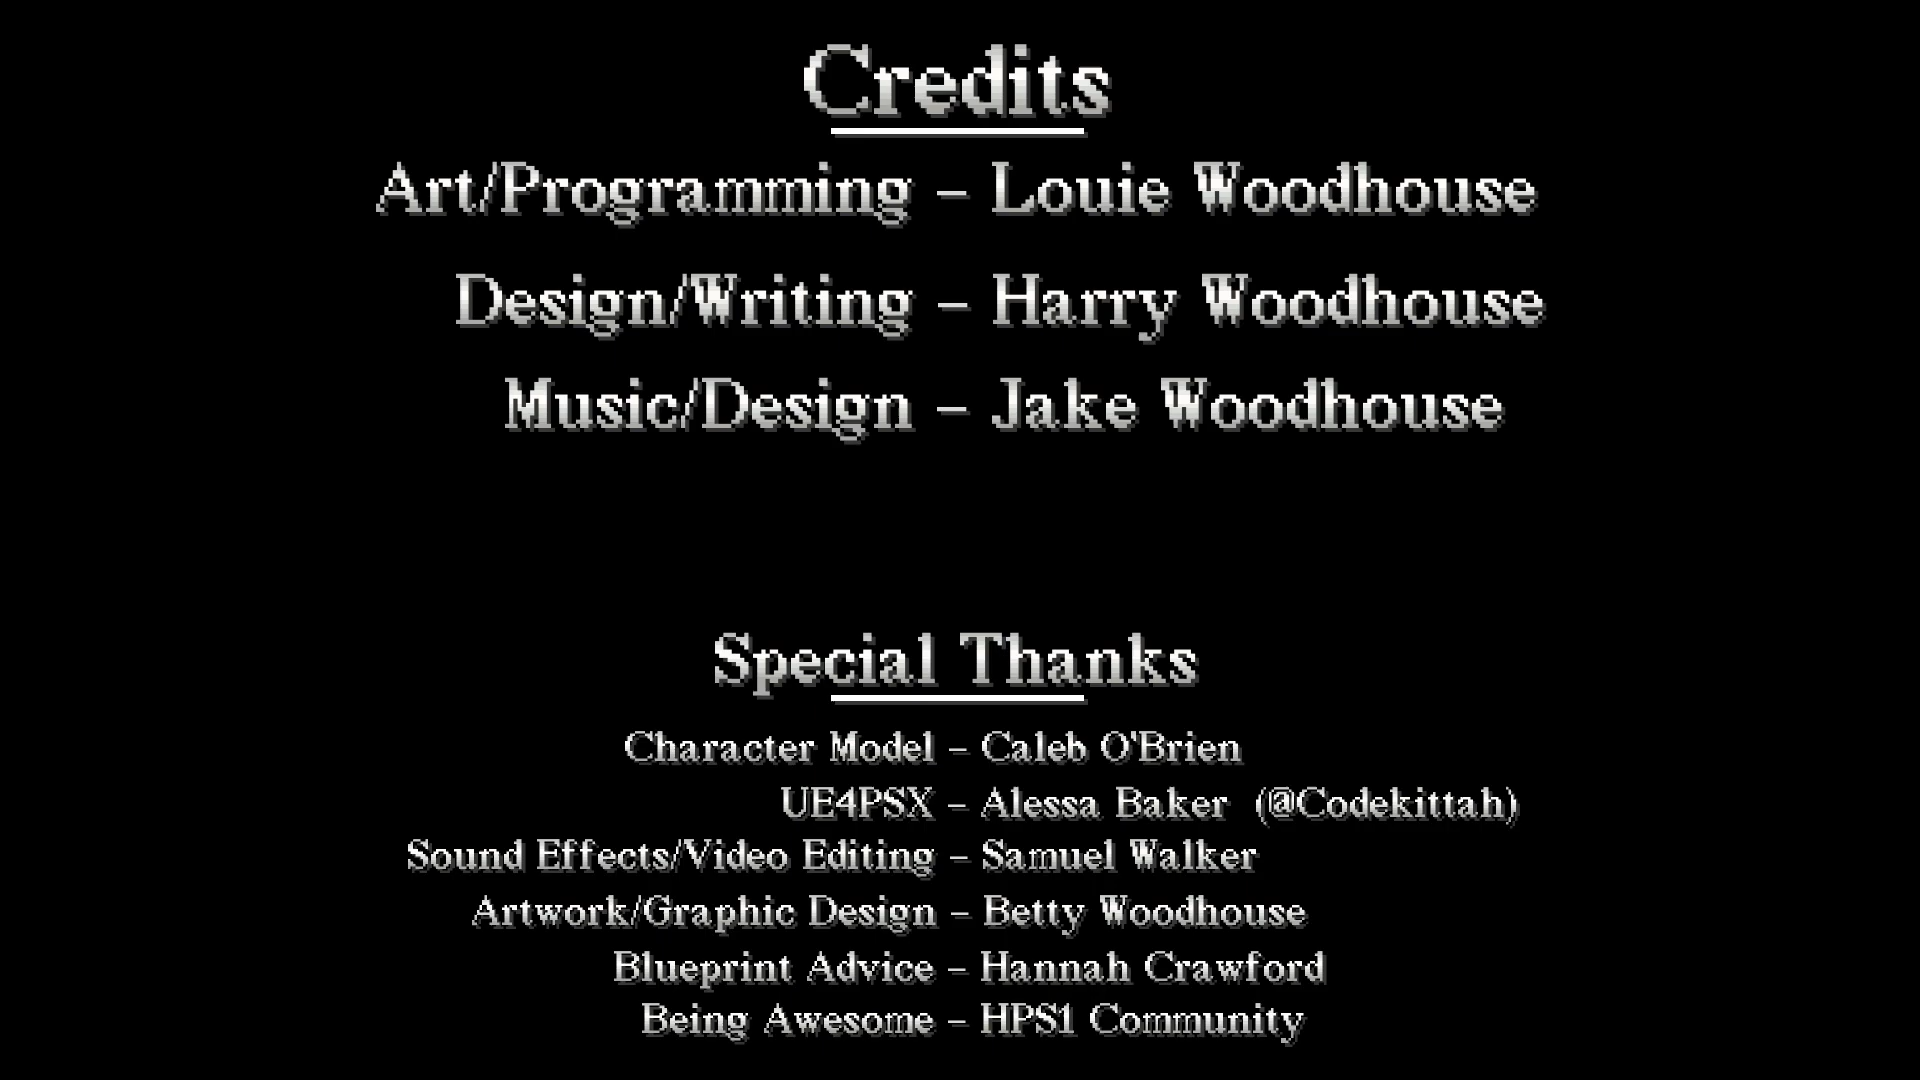 Credits
Art/Programming – Louie Woodhouse
Design/Writing – Harry Woodhouse
Music/Design – Jake Woodhouse
Special Thanks
Character Model – Caleb O'Brien
UE4PSX – Alessa Baker (@Codekittah)
Sound Effects/Video Editing – Samuel Walker
Artwork/Graphic Design – Betty Woodhouse
Blueprint Advice – Hannah Crawford
Being Awesome – HPS1 Community